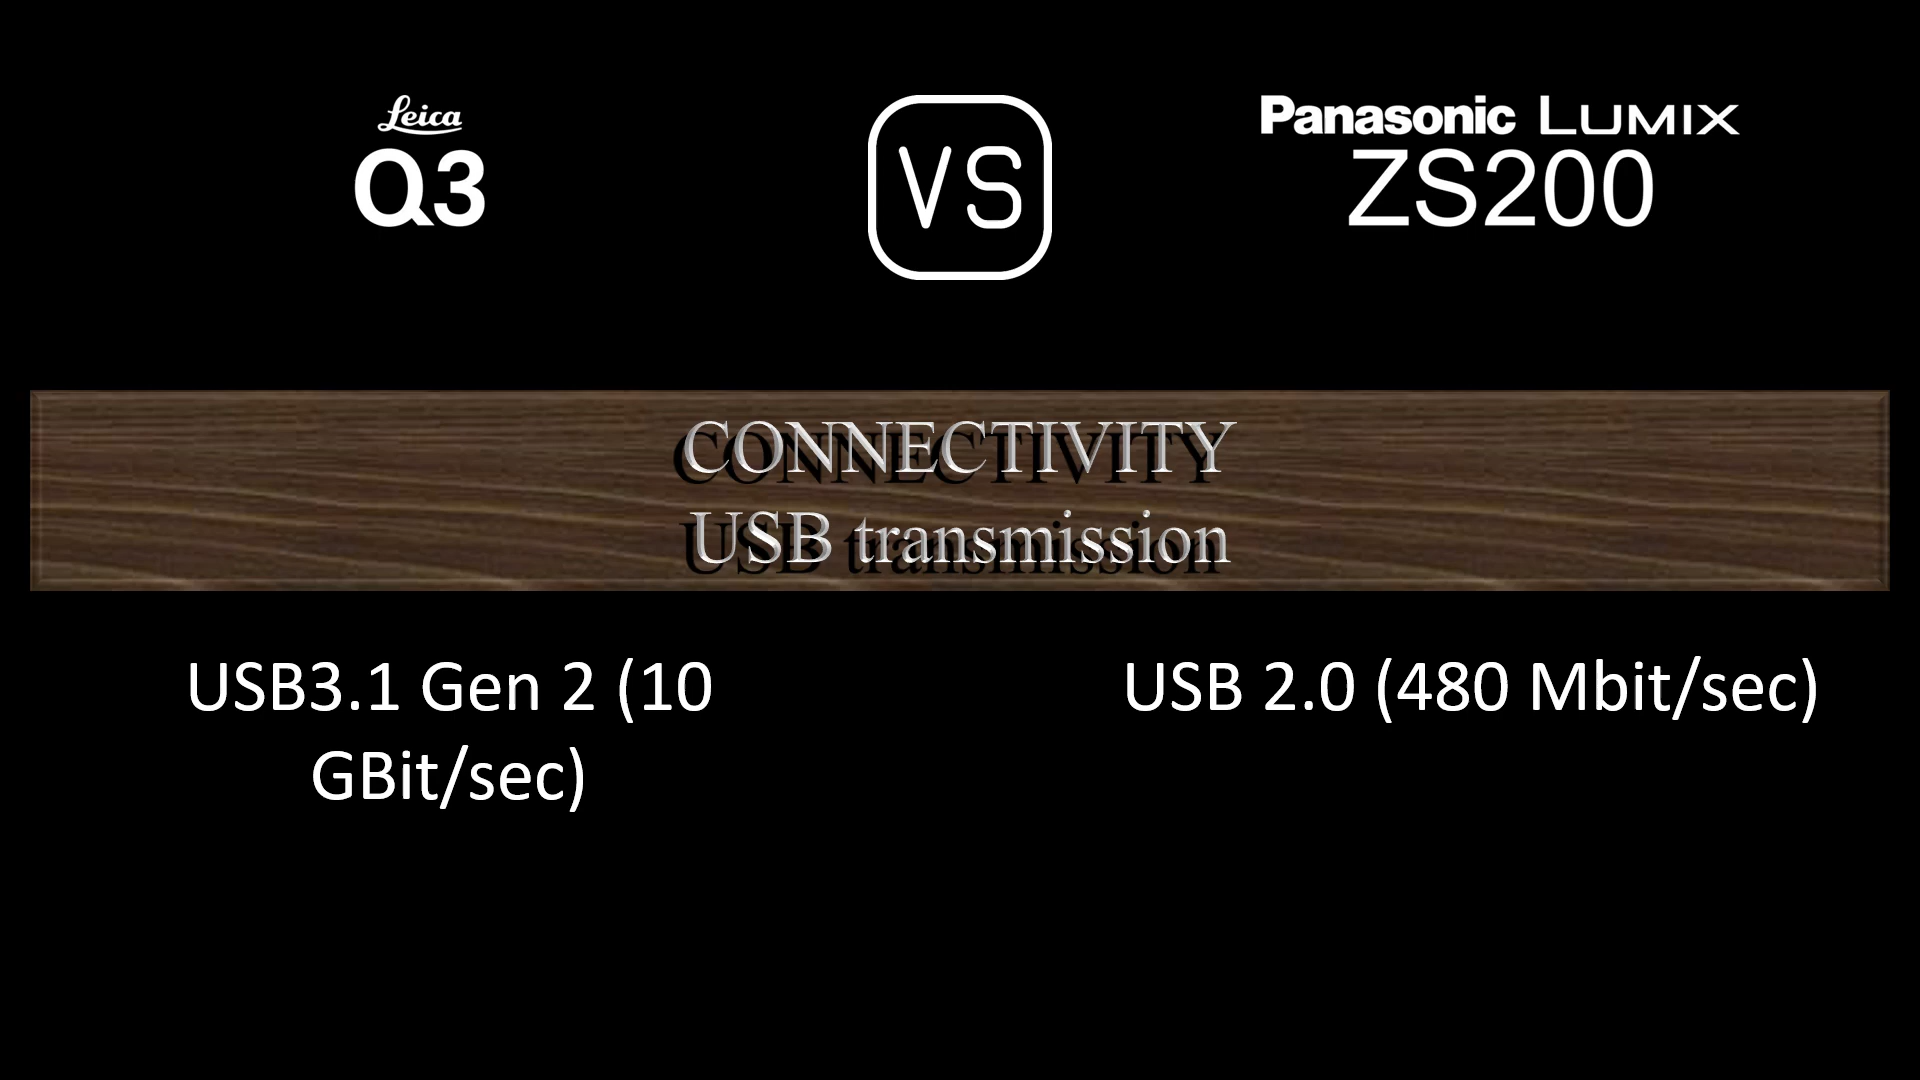 Leica
Q3
VS
Panasonic LUMIX
ZS200
CONNECTIVITY
USB transmission
USB3.1 Gen 2 (10
GBit/sec)
USB 2.0 (480 Mbit/sec)